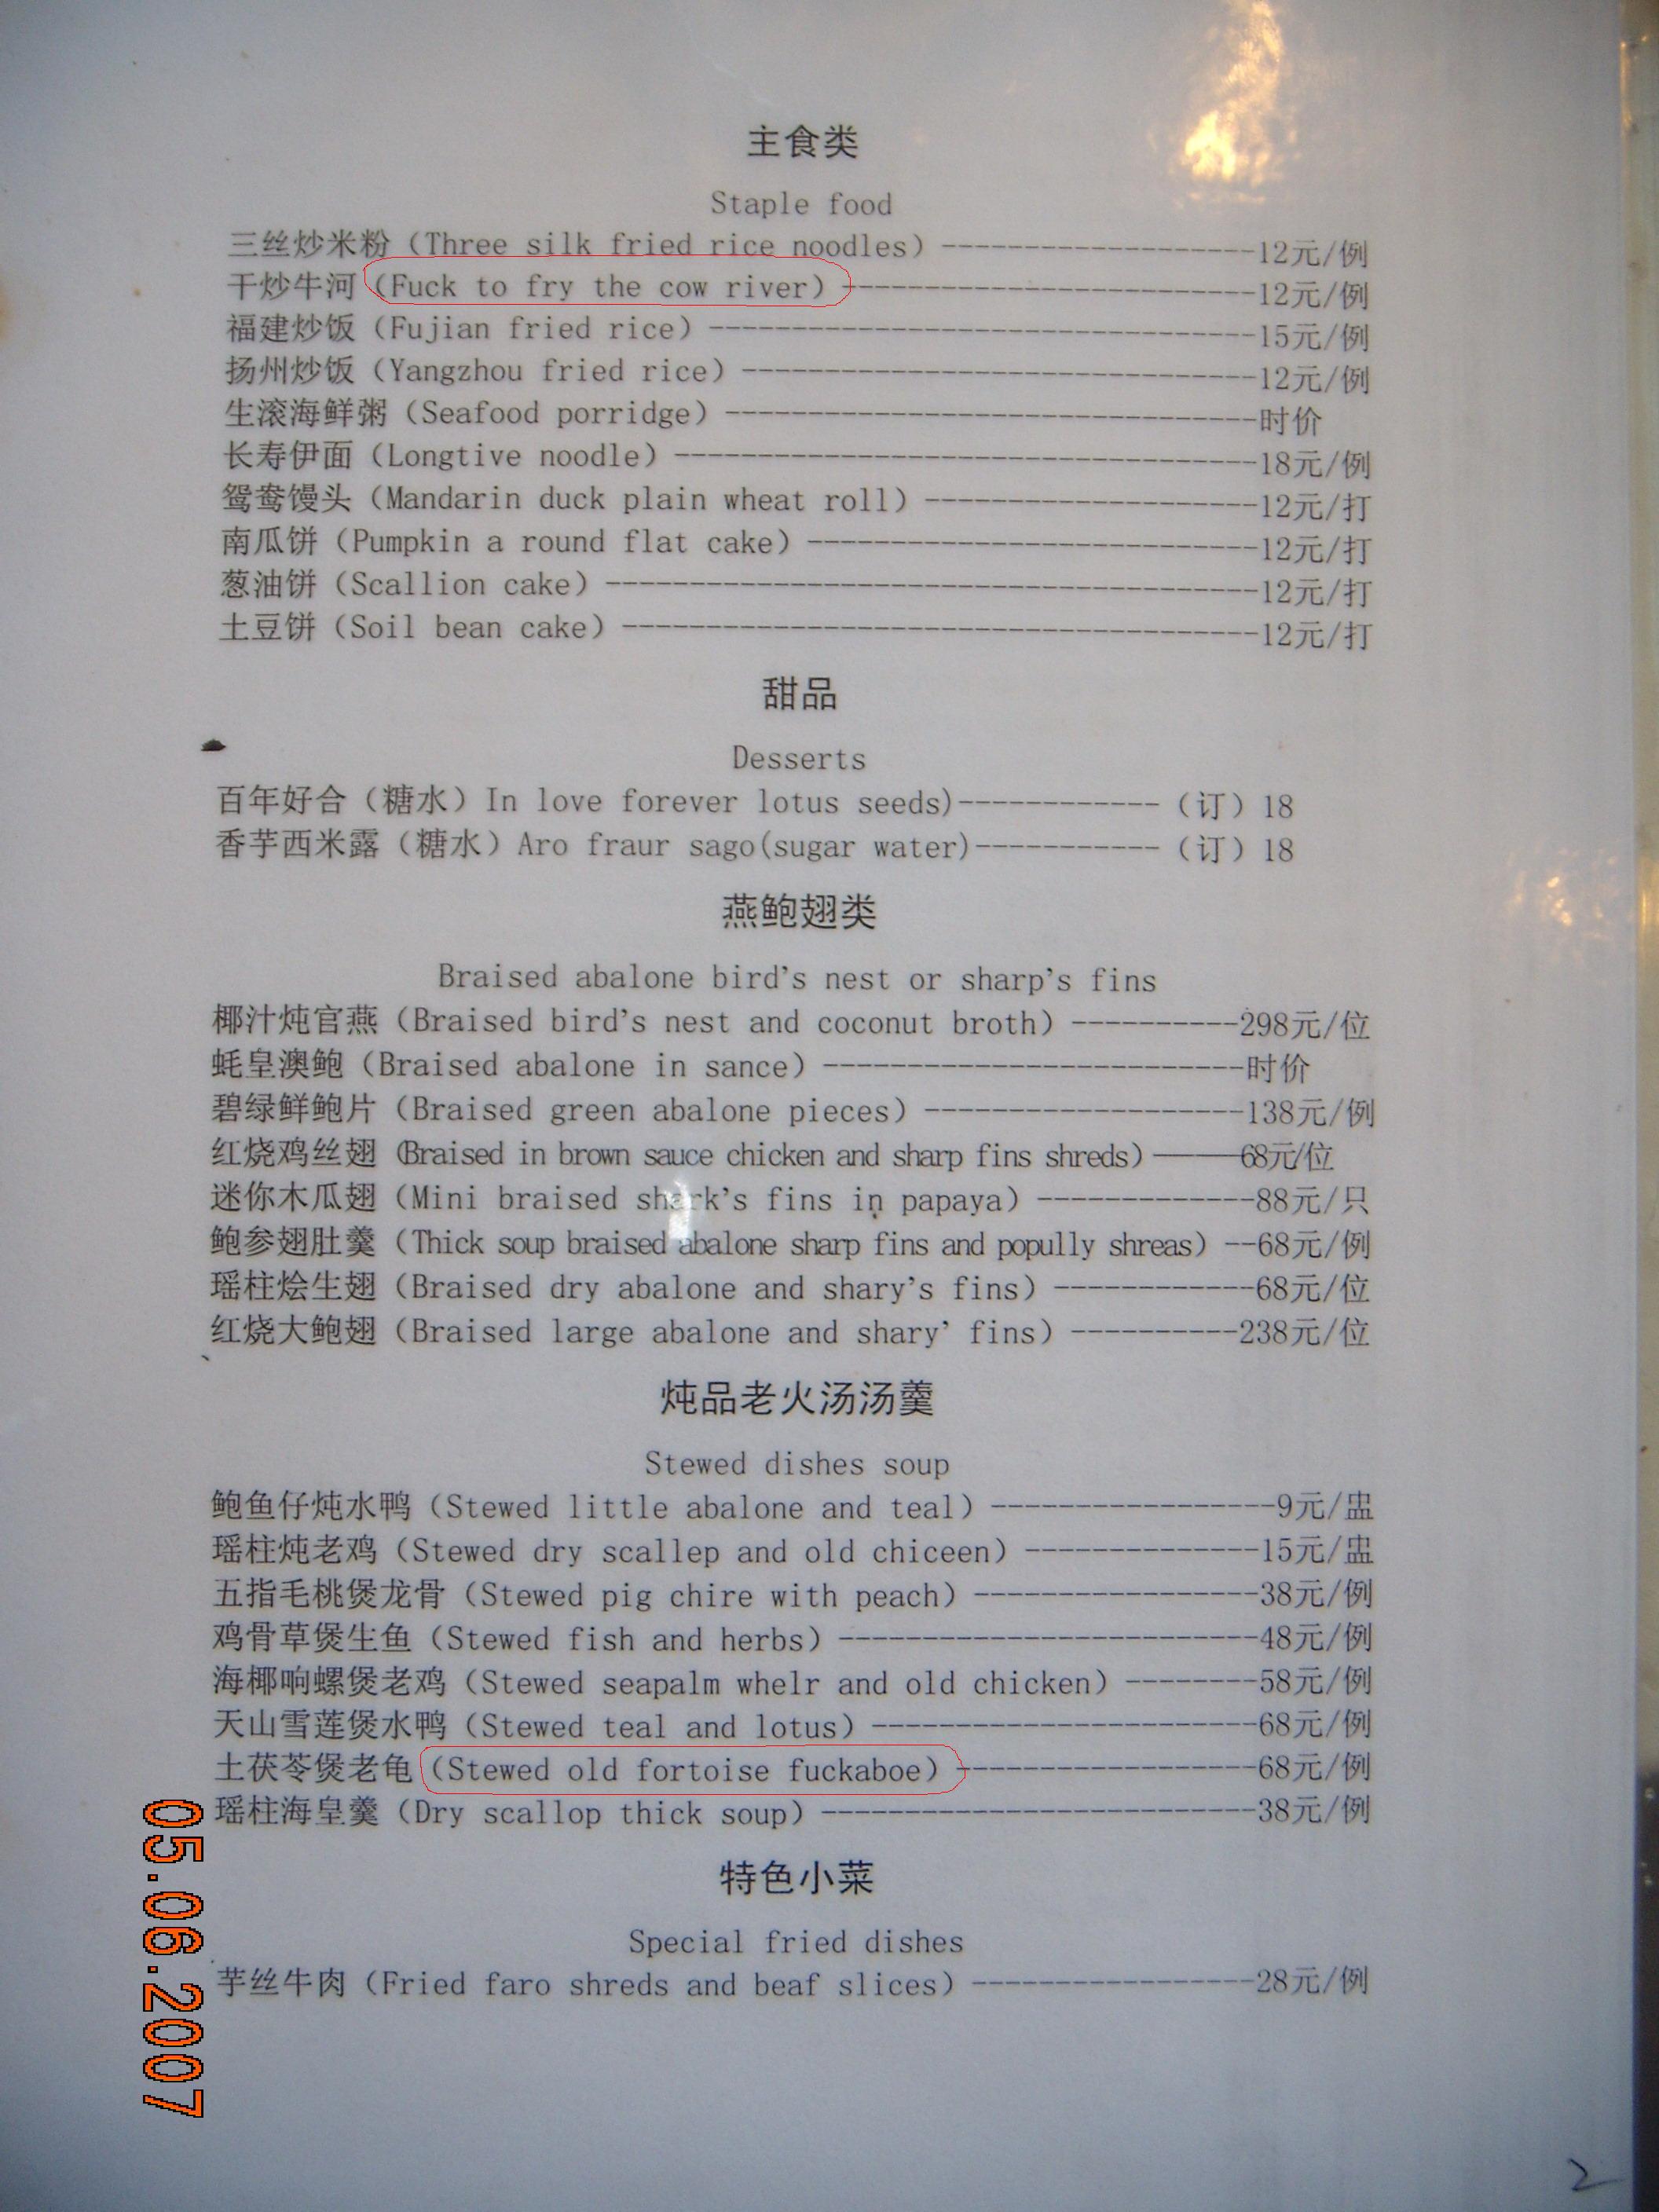 主食类
Staple food
三丝炒米粉（Three silk fried rice noodles）-------------------12元/例
干炒牛河（Fuck to fry the cow river）-------------------------12元/例
福建炒饭（Fujian fried rice）---------------------------------15元/例
扬州炒饭（Yangzhou fried rice）-------------------------------12元/例
生滚海鲜粥（Seafood porridge）--------------------------------时价
长寿伊面（Longtive noodle）-----------------------------------18元/例
鸳鸯馒头（Mandarin duck plain wheat roll）--------------------12元/打
南瓜饼（Pumpkin a round flat cake）---------------------------12元/打
葱油饼（Scallion cake）---------------------------------------12元/打
土豆饼（Soil bean cake）--------------------------------------12元/打
甜品
Desserts
百年好合（糖水）In love forever lotus seeds)------------（订）18
香芋西米露（糖水）Aro fraur sago(sugar water)-----------（订）18
燕鲍翅类
Braised abalone bird's nest or sharp's fins
椰汁炖官燕（Braised bird's nest and coconut broth）----------298元/位
蚝皇澳鲍（Braised abalone in sance）-------------------------时价
碧绿鲜鲍片（Braised green abalone pieces）-------------------138元/例
红烧鸡丝翅（Braised in brown sauce chicken and sharp fins shreds）-----68元/位
迷你木瓜翅（Mini braised shark's fins in papaya）-------------88元/只
鲍参翅肚羹（Thick soup braised abalone sharp fins and popully shreas）--68元/例
瑶柱烩生翅（Braised dry abalone and shary's fins）------------68元/位
红烧大鲍翅（Braised large abalone and shary' fins）----------238元/位
炖品老火汤汤羹
Stewed dishes soup
鲍鱼仔炖水鸭（Stewed little abalone and teal）-----------------9元/盅
瑶柱炖老鸡（Stewed dry scallep and old chiceen）--------------15元/盅
五指毛桃煲龙骨（Stewed pig chire with peach）-----------------38元/例
鸡骨草煲生鱼（Stewed fish and herbs）-------------------------48元/例
海椰响螺煲老鸡（Stewed seapalm whelr and old chicken）--------58元/例
天山雪莲煲水鸭（Stewed teal and lotus）-----------------------68元/例
土茯苓煲老龟（Stewed old fortoise fuckaboe）------------------68元/例
瑶柱海皇羹（Dry scallop thick soup）--------------------------38元/例
特色小菜
Special fried dishes
芋丝牛肉（Fried faro shreds and beaf slices）-----------------28元/例
05.06.2007
2